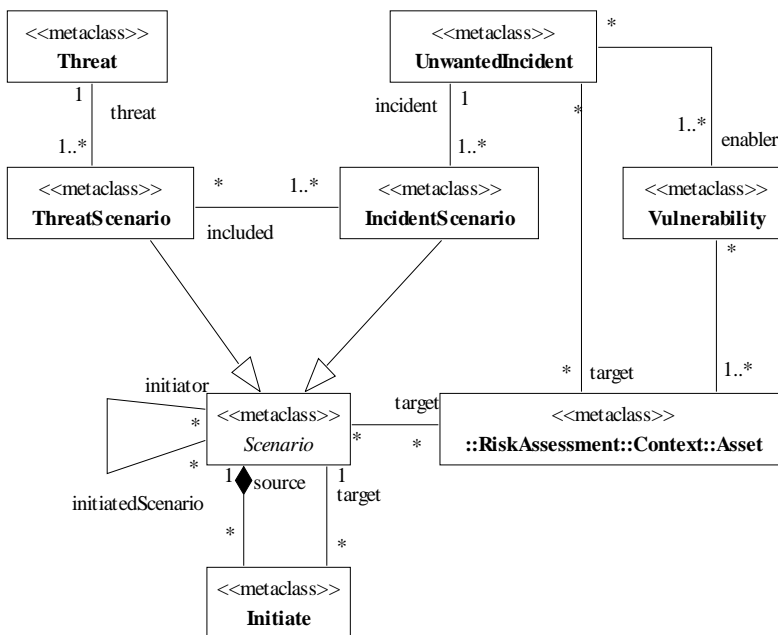 <<metaclass>>
Threat
<<metaclass>>
UnwantedIncident
*
1
threat
incident
1
*
1..*
1..*
1..*
enabler
<<metaclass>>
ThreatScenario
*
1..*
included
<<metaclass>>
IncidentScenario
<<metaclass>>
Vulnerability
*
*
target
1..*
initiator
*
*
initiatedScenario
<<metaclass>>
Scenario
*
target
*
<<metaclass>>
::RiskAssessment::Context::Asset
1
source
1
target
*
*
<<metaclass>>
Initiate